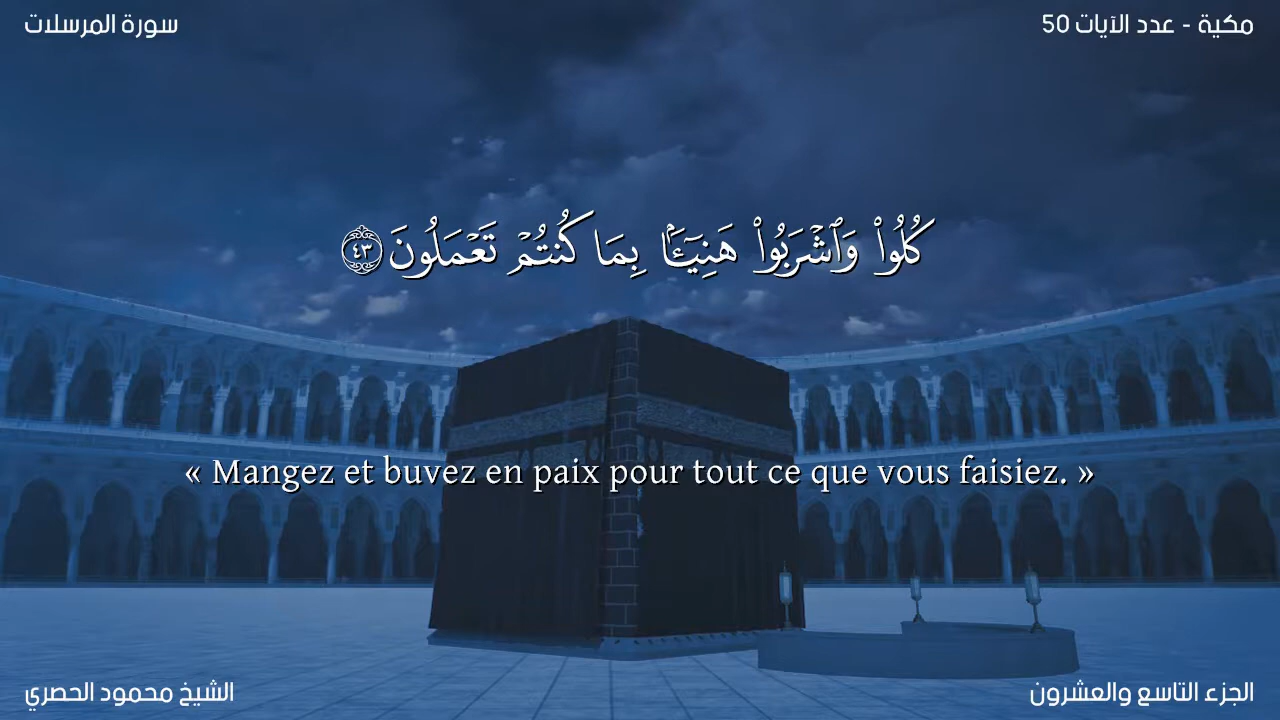 سورة المرسلات
مكية - عدد الآيات 50
كُلُوا۟ وَٱشْرَبُوا۟ هَنِيٓـَٔۢا بِمَا كُنتُمْ تَعْمَلُونَ ٤٣
« Mangez et buvez en paix pour tout ce que vous faisiez. »
الشيخ محمود الحصري
الجزء التاسع والعشرون